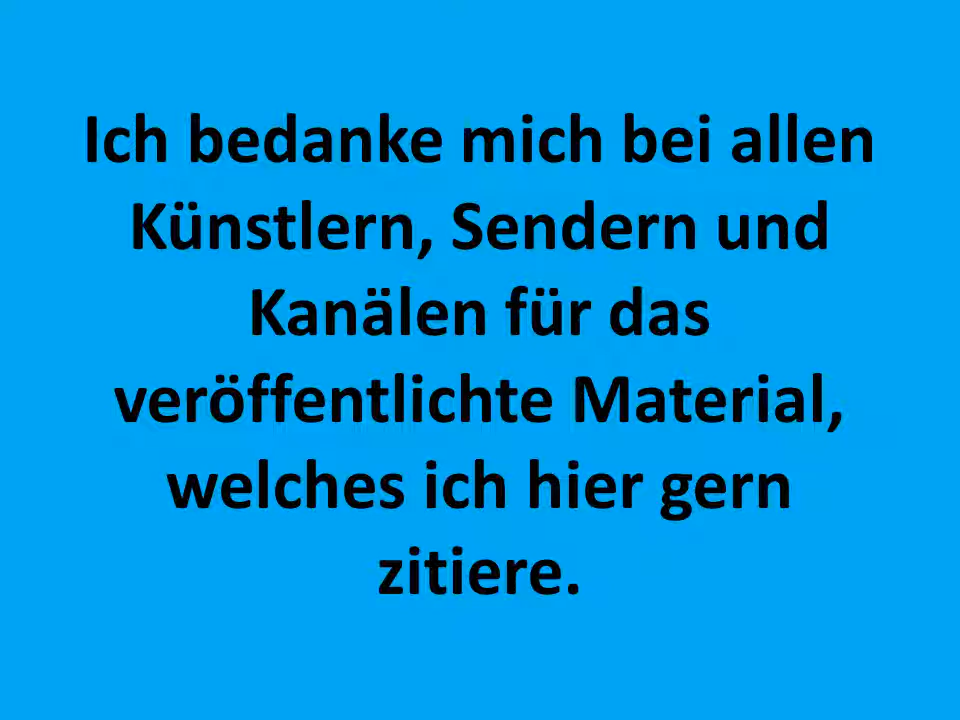 Ich bedanke mich bei allen
Künstlern, Sendern und
Kanälen für das
veröffentlichte Material,
welches ich hier gern
zitiere.